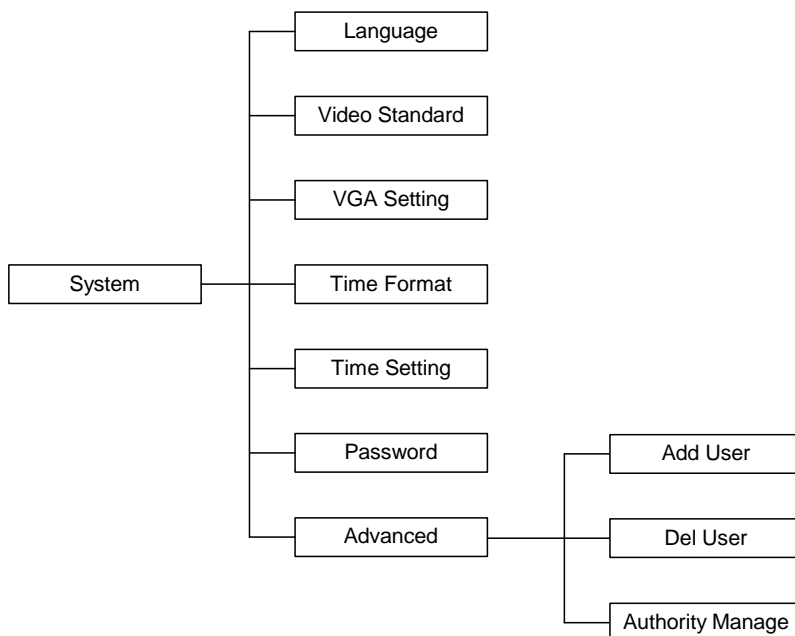 Language
Video Standard
VGA Setting
System
Time Format
Time Setting
Password
Add User
Advanced
Del User
Authority Manage